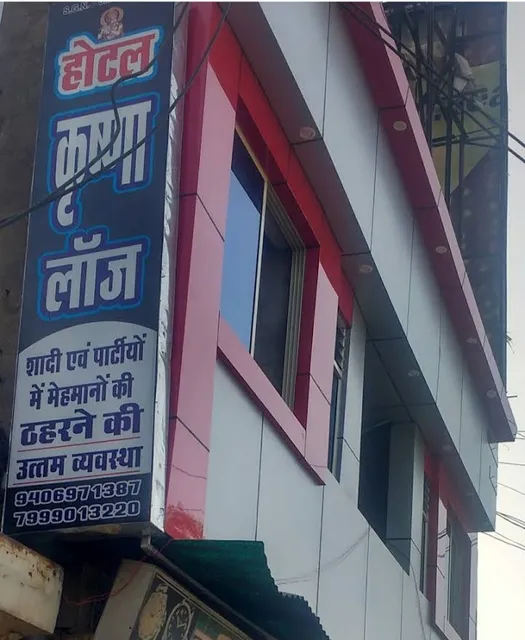 होटल
कृष्णा
लॉज
शादी एवं पार्टीयों
में मेहमानों की
ठहरने की
उत्तम व्यवस्था
9406971387
7999013220